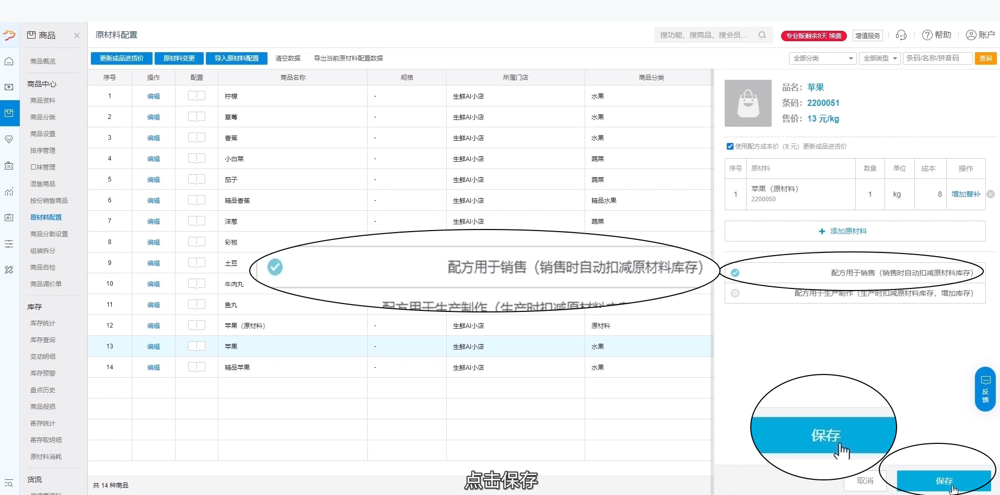 商品
原材料配置
搜功能、搜商品、搜会员…
专业版剩余8天 续费
增值服务
帮助
账户
更新成品进货价
原材料变更
导入原材料配置
清空数据
导出当前原材料配置数据
全部分类
全部类型
条码/名称/拼音码
查询
商品概览
商品中心
商品资料
商品分类
商品设置
排序管理
口味管理
混售商品
按份销售商品
原材料配置
商品分割设置
组装拆分
商品自检
商品调价单
库存
库存统计
库存查询
变动明细
库存预警
盘点历史
商品报损
寄存统计
寄存取明细
原材料消耗
货流
序号 操作 配置 商品名称 规格 所属门店 商品分类
1 编辑 柠檬 - 生鲜AI小店 水果
2 编辑 草莓 - 生鲜AI小店 水果
3 编辑 香蕉 - 生鲜AI小店 水果
4 编辑 小白菜 - 生鲜AI小店 蔬菜
5 编辑 茄子 - 生鲜AI小店 蔬菜
6 编辑 精品香蕉 - 生鲜AI小店 精品水果
7 编辑 洋葱 - 生鲜AI小店 蔬菜
8 编辑 彩椒
9 编辑 土豆
10 编辑 牛肉丸
11 编辑 鱼丸
12 编辑 苹果（原材料） - 生鲜AI小店 原材料
13 编辑 苹果 - 生鲜AI小店 水果
14 编辑 精品苹果 - 生鲜AI小店 水果
配方用于销售（销售时自动扣减原材料库存）
配方用于生产制作（生产时扣减原材料
共 14 种商品
品名：苹果
条码：2200051
售价：13 元/kg
使用配方成本价（8 元）更新成品进货价
序号 原材料 数量 单位 成本 操作
1 苹果（原材料） 1 kg 8 增加替补
2200050
+ 添加原材料
配方用于销售（销售时自动扣减原材料库存）
配方用于生产制作（生产时扣减原材料库存，增加库存）
反馈
保存
取消
保存
点击保存